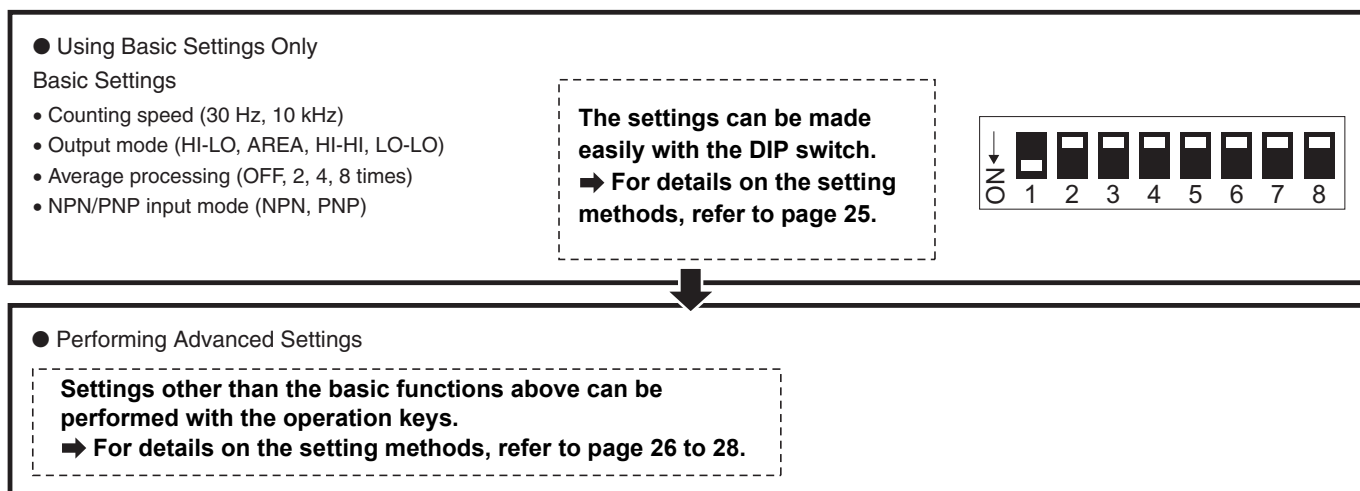 ● Using Basic Settings Only
Basic Settings
• Counting speed (30 Hz, 10 kHz)
• Output mode (HI-LO, AREA, HI-HI, LO-LO)
• Average processing (OFF, 2, 4, 8 times)
• NPN/PNP input mode (NPN, PNP)
The settings can be made
easily with the DIP switch.
➡ For details on the setting
methods, refer to page 25.
ON
1 2 3 4 5 6 7 8
● Performing Advanced Settings
Settings other than the basic functions above can be
performed with the operation keys.
➡ For details on the setting methods, refer to page 26 to 28.